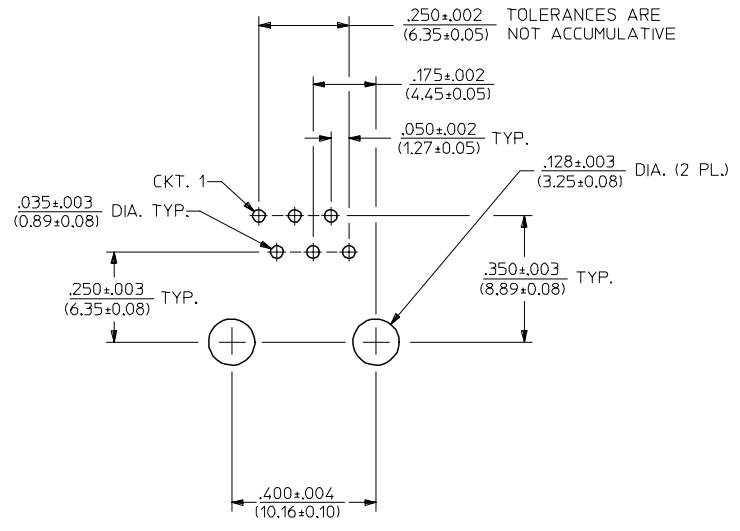 .250±.002 TOLERANCES ARE
(6.35±0.05) NOT ACCUMULATIVE
.175±.002
(4.45±0.05)
.050±.002 TYP.
(1.27±0.05)
.128±.003 DIA. (2 PL.)
(3.25±0.08)
CKT. 1
.035±.003 DIA. TYP.
(0.89±0.08)
.250±.003 TYP.
(6.35±0.08)
.350±.003 TYP.
(8.89±0.08)
.400±.004
(10.16±0.10)